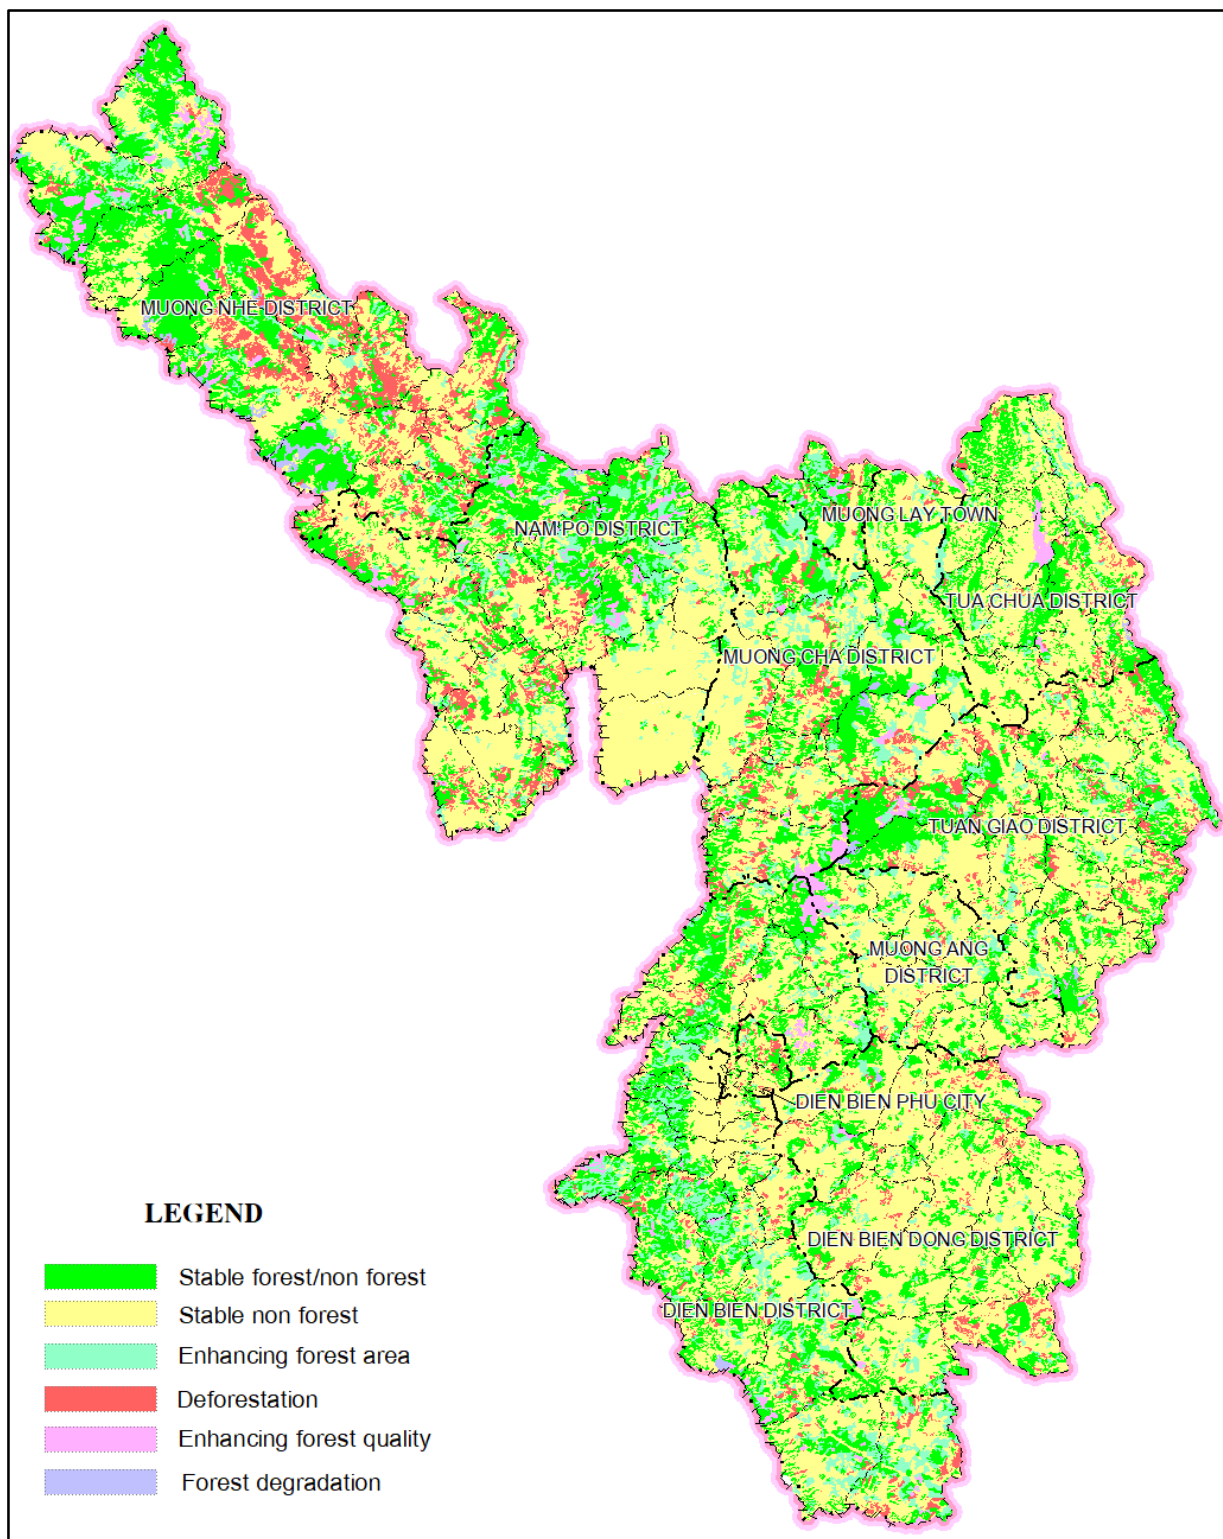 MUONG NHE DISTRICT
NAM PO DISTRICT
MUONG LAY TOWN
TUA CHUA DISTRICT
MUONG CHA DISTRICT
TUAN GIAO DISTRICT
MUONG ANG
DISTRICT
DIEN BIEN PHU CITY
DIEN BIEN DONG DISTRICT
DIEN BIEN DISTRICT
LEGEND
Stable forest/non forest
Stable non forest
Enhancing forest area
Deforestation
Enhancing forest quality
Forest degradation